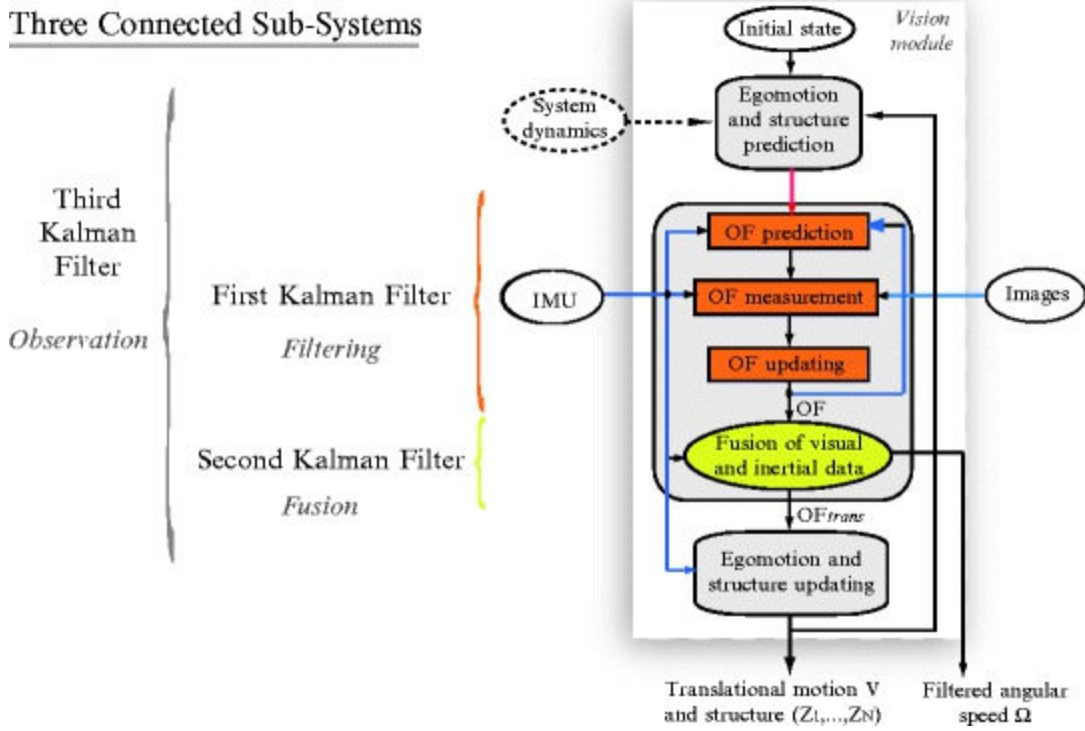 Three Connected Sub-Systems
Vision
module
Initial state
System
dynamics
Egomotion
and structure
prediction
Third
Kalman
Filter
Observation
First Kalman Filter
Filtering
Second Kalman Filter
Fusion
IMU
Images
OF prediction
OF measurement
OF updating
OF
Fusion of visual
and inertial data
OFtrans
Egomotion and
structure updating
Translational motion V
and structure (Z1,...,ZN)
Filtered angular
speed Ω